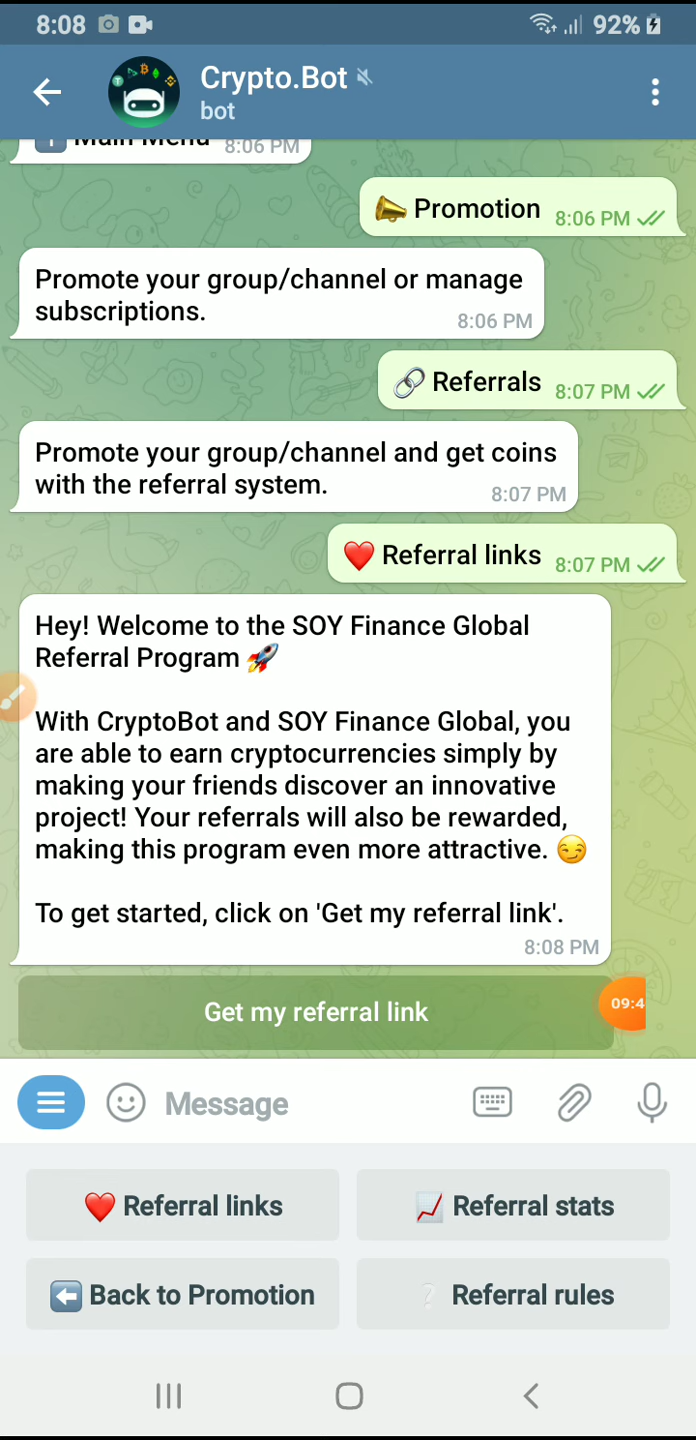 8:08 92%
Crypto.Bot
bot
Main Menu 8:06 PM
Promotion 8:06 PM
Promote your group/channel or manage
subscriptions. 8:06 PM
Referrals 8:07 PM
Promote your group/channel and get coins
with the referral system. 8:07 PM
Referral links 8:07 PM
Hey! Welcome to the SOY Finance Global
Referral Program 🚀
With CryptoBot and SOY Finance Global, you
are able to earn cryptocurrencies simply by
making your friends discover an innovative
project! Your referrals will also be rewarded,
making this program even more attractive. 😏
To get started, click on 'Get my referral link'.
8:08 PM
Get my referral link
09:4
Message
Referral links
Referral stats
Back to Promotion
Referral rules